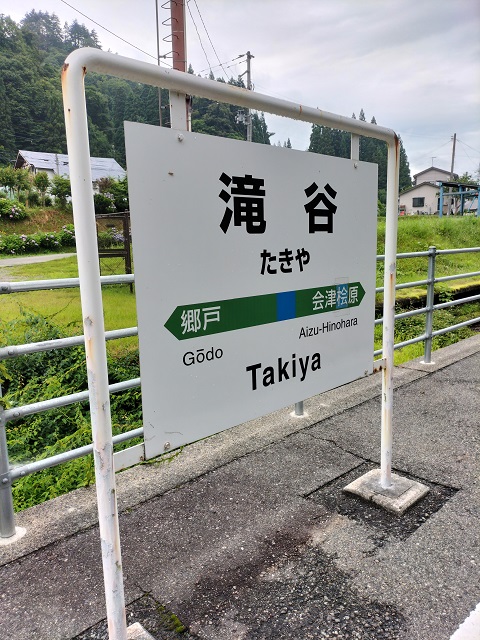 滝谷
たきや
郷戸 会津桧原
Gōdo Aizu-Hinohara
Takiya